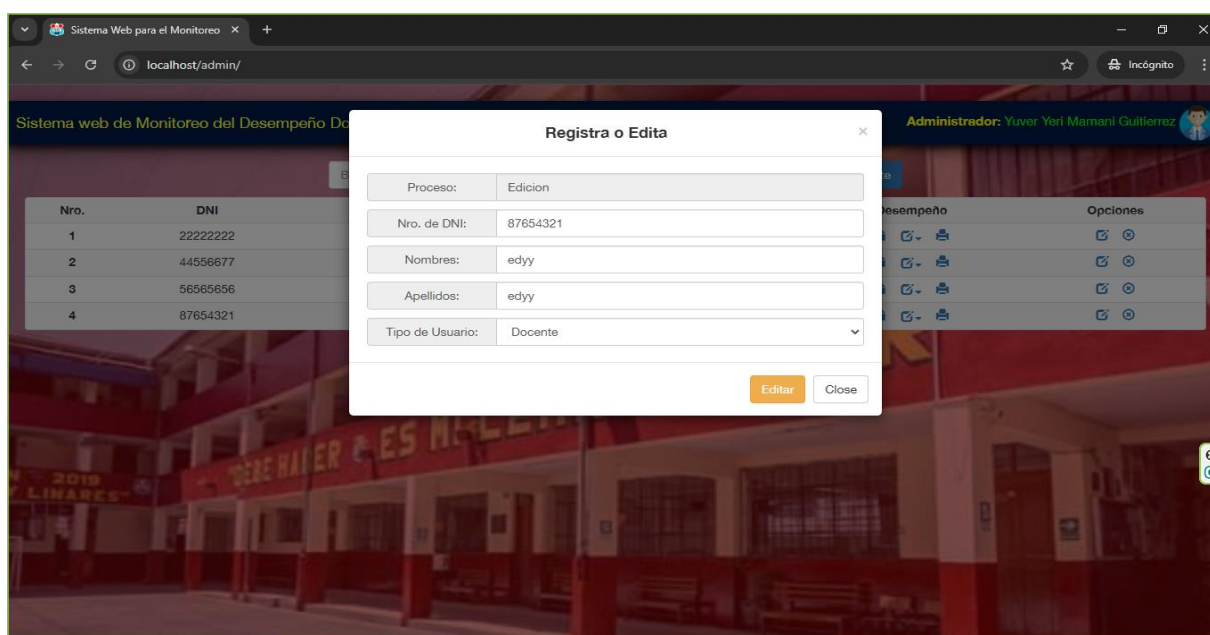 Sistema Web para el Monitoreo
localhost/admin/
Incógnito
Sistema web de Monitoreo del Desempeño Do
Administrador: Yuver Yeri Mamani Guitierrez
Registra o Edita
Proceso: Edicion
Nro. de DNI: 87654321
Nombres: edyy
Apellidos: edyy
Tipo de Usuario: Docente
Editar Close
Nro. DNI Desempeño Opciones
1 22222222
2 44556677
3 56565656
4 87654321
"DEBE HACER & ES
2019
LINARES"